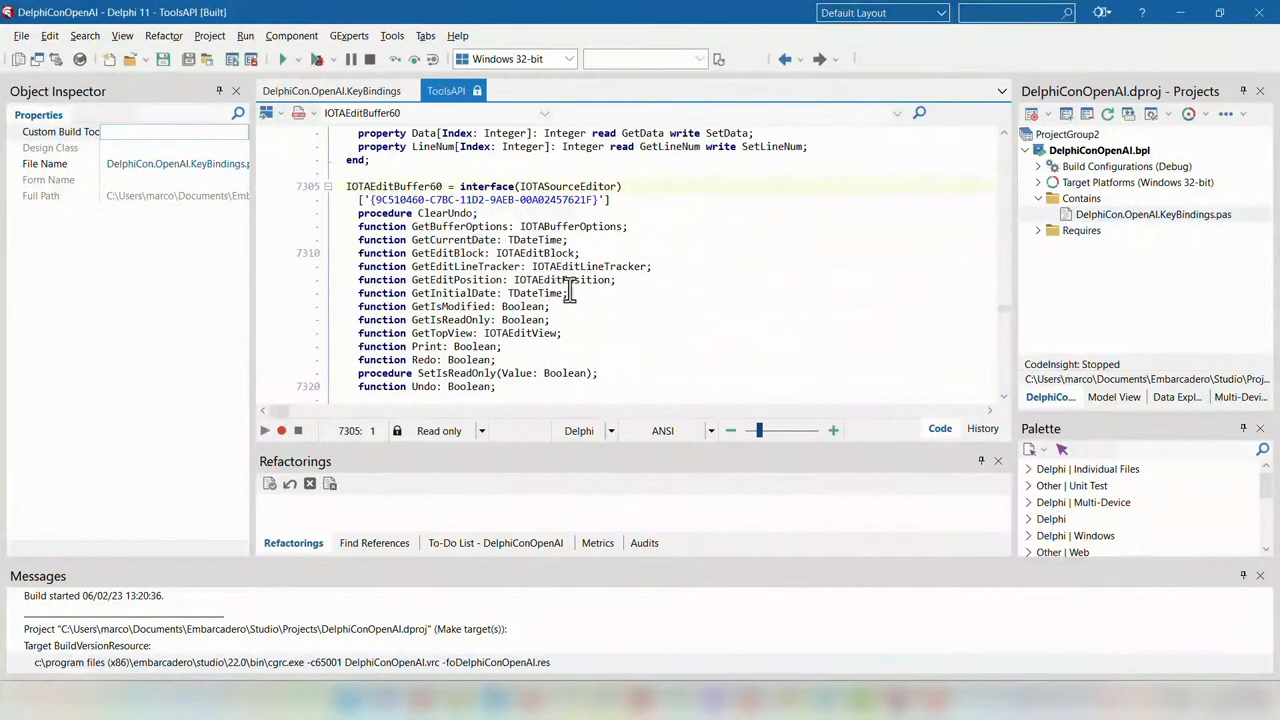 DelphiConOpenAI - Delphi 11 - ToolsAPI [Built]
Default Layout
File Edit Search View Refactor Project Run Component GExperts Tools Tabs Help
Windows 32-bit
Object Inspector
Properties
Custom Build Toc
Design Class
File Name DelphiCon.OpenAI.KeyBindings.p
Form Name
Full Path C:\Users\marco\Documents\Emb
DelphiCon.OpenAI.KeyBindings ToolsAPI
IOTAEditBuffer60
property Data[Index: Integer]: Integer read GetData write SetData;
property LineNum[Index: Integer]: Integer read GetLineNum write SetLineNum;
end;
7305 IOTAEditBuffer60 = interface(IOTASourceEditor)
['{9C510460-C7BC-11D2-9AEB-00A02457621F}']
procedure ClearUndo;
function GetBufferOptions: IOTABufferOptions;
function GetCurrentDate: TDateTime;
7310 function GetEditBlock: IOTAEditBlock;
function GetEditLineTracker: IOTAEditLineTracker;
function GetEditPosition: IOTAEditPosition;
function GetInitialDate: TDateTime;
function GetIsModified: Boolean;
function GetIsReadOnly: Boolean;
function GetTopView: IOTAEditView;
function Print: Boolean;
function Redo: Boolean;
procedure SetIsReadOnly(Value: Boolean);
7320 function Undo: Boolean;
7305: 1 Read only Delphi ANSI Code History
Refactorings
Refactorings Find References To-Do List - DelphiConOpenAI Metrics Audits
DelphiConOpenAI.dproj - Projects
ProjectGroup2
DelphiConOpenAI.bpl
Build Configurations (Debug)
Target Platforms (Windows 32-bit)
Contains
DelphiCon.OpenAI.KeyBindings.pas
Requires
CodeInsight: Stopped
C:\Users\marco\Documents\Embarcadero\Studio\Proj...
DelphiCo... Model View Data Expl... Multi-Devi...
Palette
Delphi | Individual Files
Other | Unit Test
Delphi | Multi-Device
Delphi
Delphi | Windows
Other | Web
Messages
Build started 06/02/23 13:20:36.
Project "C:\Users\marco\Documents\Embarcadero\Studio\Projects\DelphiConOpenAI.dproj" (Make target(s)):
Target BuildVersionResource:
c:\program files (x86)\embarcadero\studio\22.0\bin\cgrc.exe -c65001 DelphiConOpenAI.vrc -foDelphiConOpenAI.res